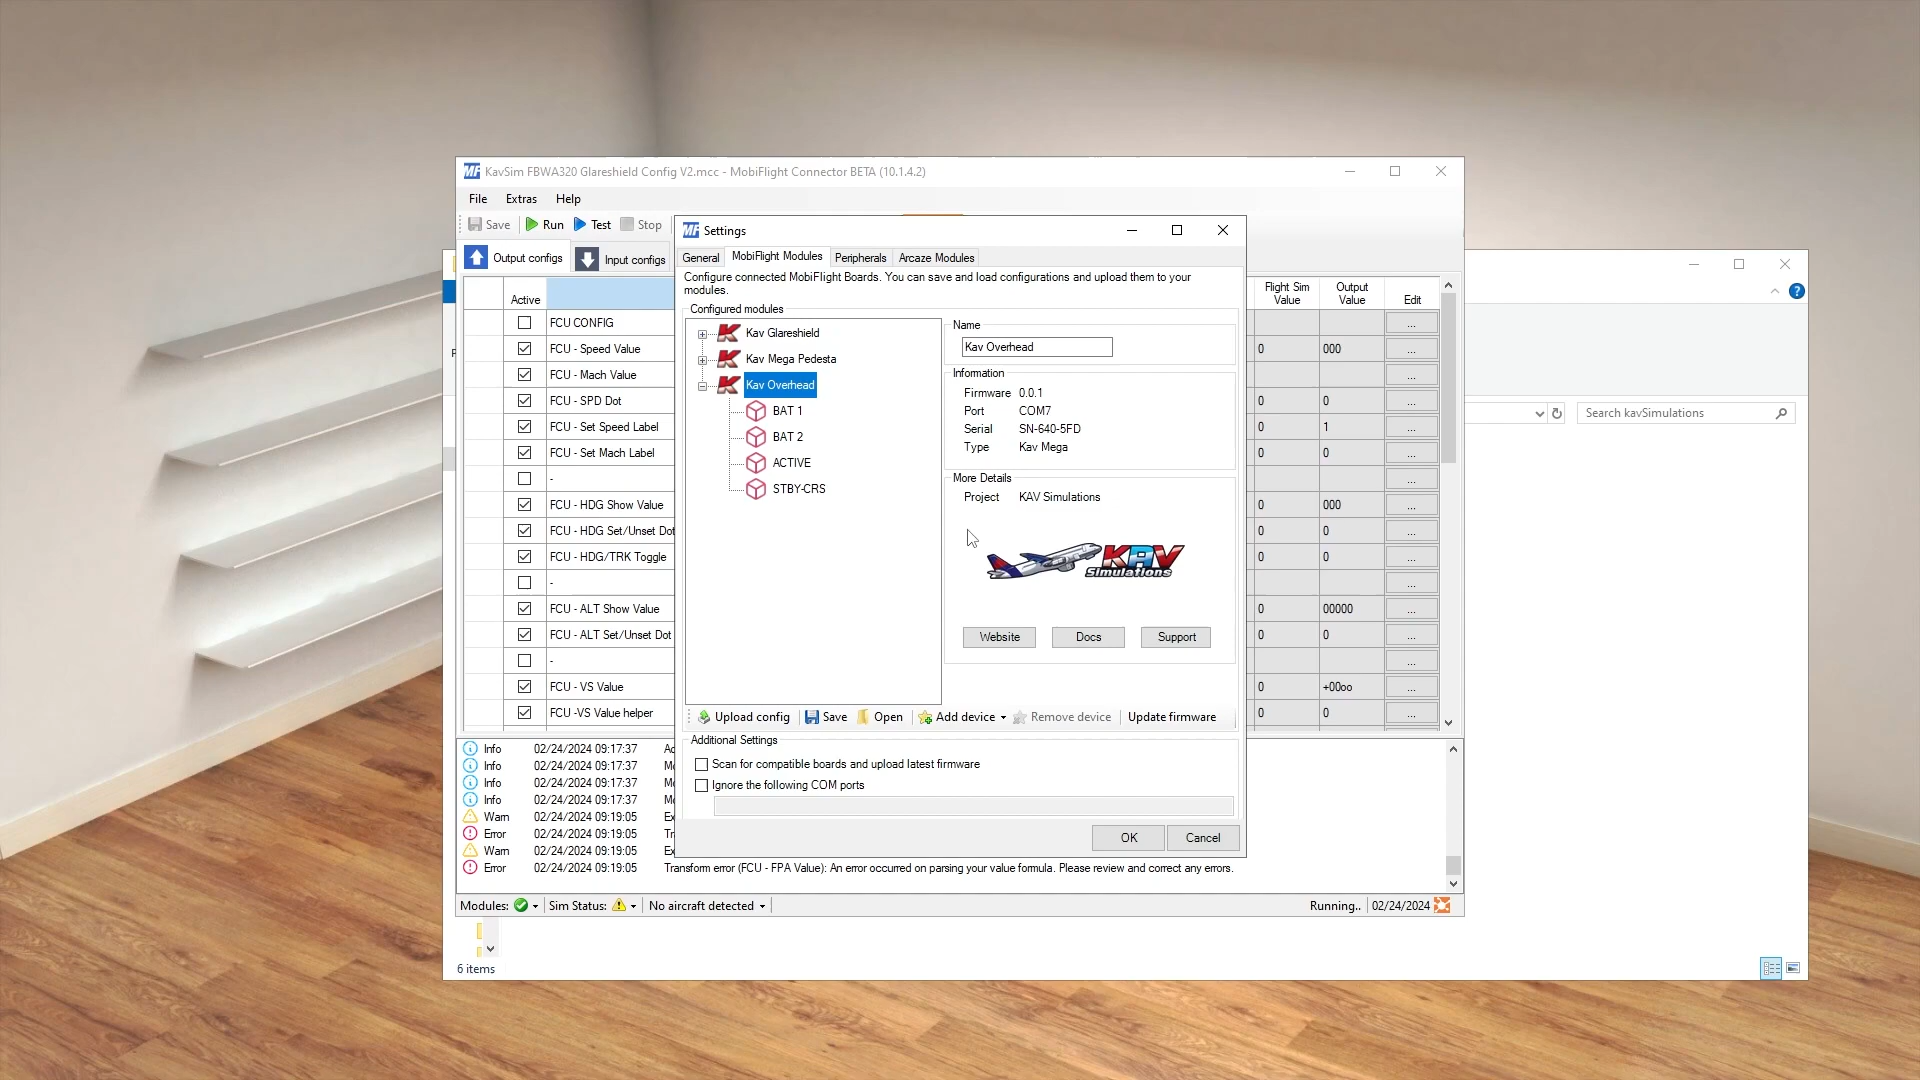 KavSim FBWA320 Glareshield Config V2.mcc - MobiFlight Connector BETA (10.1.4.2)
File Extras Help
Save Run Test Stop
Output configs Input configs
Active
Flight Sim Value
Output Value
Edit
FCU CONFIG ...
FCU - Speed Value 0 000 ...
FCU - Mach Value ...
FCU - SPD Dot 0 0 ...
FCU - Set Speed Label 0 1 ...
FCU - Set Mach Label 0 0 ...
- ...
FCU - HDG Show Value 0 000 ...
FCU - HDG Set/Unset Dot 0 0 ...
FCU - HDG/TRK Toggle 0 0 ...
- ...
FCU - ALT Show Value 0 00000 ...
FCU - ALT Set/Unset Dot 0 0 ...
- ...
FCU - VS Value 0 +00oo ...
FCU -VS Value helper 0 0 ...
MF Settings
General MobiFlight Modules Peripherals Arcaze Modules
Configure connected MobiFlight Boards. You can save and load configurations and upload them to your
modules.
Configured modules
Kav Glareshield
Kav Mega Pedesta
Kav Overhead
BAT 1
BAT 2
ACTIVE
STBY-CRS
Name
Kav Overhead
Information
Firmware 0.0.1
Port COM7
Serial SN-640-5FD
Type Kav Mega
More Details
Project KAV Simulations
KAV
Simulations
Website Docs Support
Upload config Save Open Add device Remove device Update firmware
Additional Settings
Scan for compatible boards and upload latest firmware
Ignore the following COM ports
OK Cancel
Info 02/24/2024 09:17:37
Info 02/24/2024 09:17:37
Info 02/24/2024 09:17:37
Info 02/24/2024 09:17:37
Warn 02/24/2024 09:19:05
Error 02/24/2024 09:19:05
Warn 02/24/2024 09:19:05
Error 02/24/2024 09:19:05 Transform error (FCU - FPA Value): An error occurred on parsing your value formula. Please review and correct any errors.
Modules: Sim Status: No aircraft detected Running.. 02/24/2024
Search kavSimulations
6 items